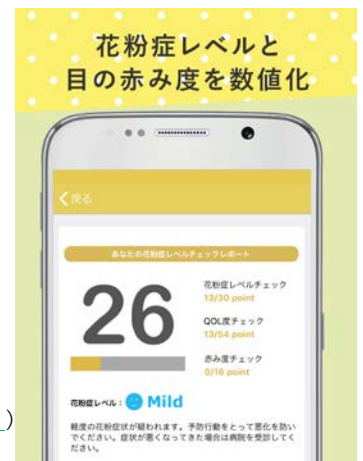 花粉症レベルと
目の赤み度を数値化
戻る
あなたの花粉症レベルチェックレポート
26
花粉症レベルチェック
13/30 point
QOL度チェック
13/54 point
赤み度チェック
0/16 point
花粉症レベル： Mild
軽度の花粉症状が疑われます。予防行動をとって悪化を防い
でください。症状が悪くなってきた場合は病院を受診してく
ださい。
)